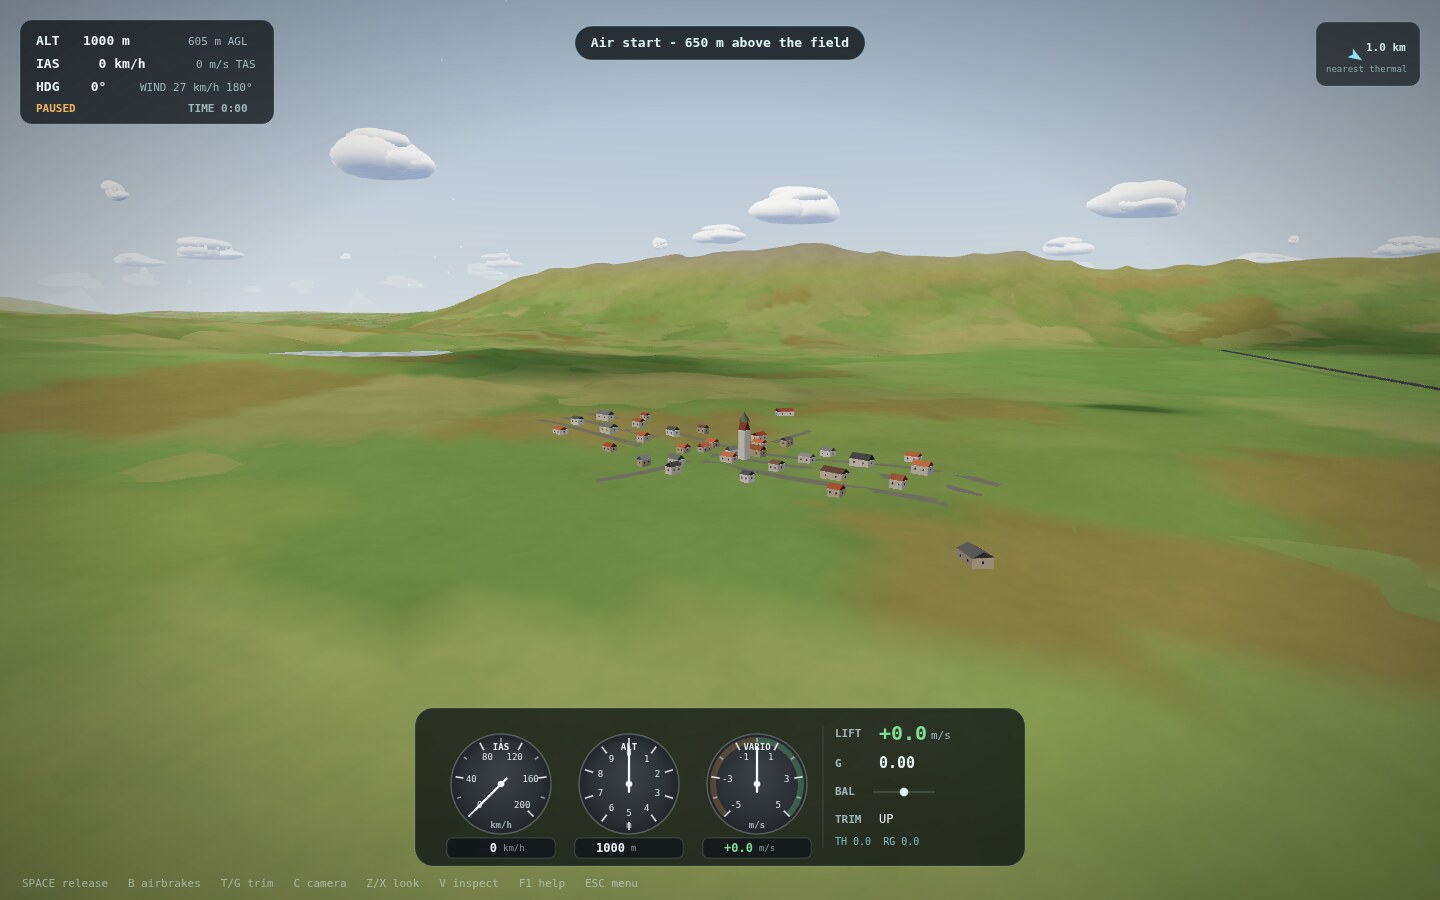 ALT 1000 m 605 m AGL
IAS 0 km/h 0 m/s TAS
HDG 0° WIND 27 km/h 180°
PAUSED TIME 0:00
Air start - 650 m above the field
1.0 km
nearest thermal
IAS
80 120
40 160
0 200
km/h
0 km/h
ALT
9 1
8 2
7 3
6 4
5
m
1000 m
VARIO
-1 1
-3 3
-5 5
m/s
+0.0 m/s
LIFT +0.0 m/s
G 0.00
BAL
TRIM UP
TH 0.0 RG 0.0
SPACE release B airbrakes T/G trim C camera Z/X look V inspect F1 help ESC menu